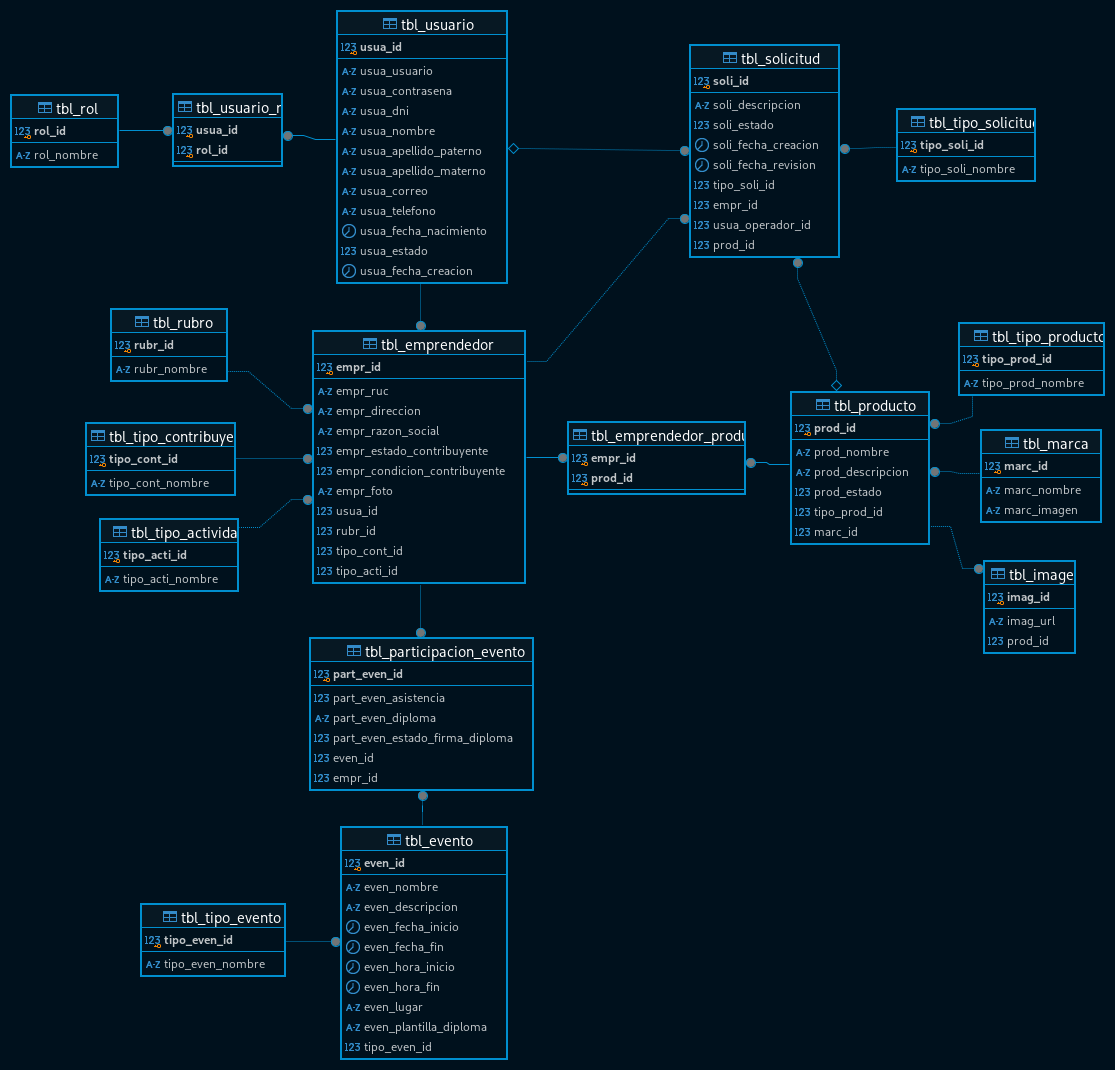 tbl_usuario
123 usua_id
A-Z usua_usuario
A-Z usua_contrasena
A-Z usua_dni
A-Z usua_nombre
A-Z usua_apellido_paterno
A-Z usua_apellido_materno
A-Z usua_correo
A-Z usua_telefono
usua_fecha_nacimiento
123 usua_estado
usua_fecha_creacion
tbl_solicitud
123 soli_id
A-Z soli_descripcion
123 soli_estado
soli_fecha_creacion
soli_fecha_revision
123 tipo_soli_id
123 empr_id
123 usua_operador_id
123 prod_id
tbl_rol
123 rol_id
A-Z rol_nombre
tbl_usuario_r
123 usua_id
123 rol_id
tbl_tipo_solicitu
123 tipo_soli_id
A-Z tipo_soli_nombre
tbl_rubro
123 rubr_id
A-Z rubr_nombre
tbl_emprendedor
123 empr_id
A-Z empr_ruc
A-Z empr_direccion
A-Z empr_razon_social
123 empr_estado_contribuyente
123 empr_condicion_contribuyente
A-Z empr_foto
123 usua_id
123 rubr_id
123 tipo_cont_id
123 tipo_acti_id
tbl_tipo_producto
123 tipo_prod_id
A-Z tipo_prod_nombre
tbl_tipo_contribuye
123 tipo_cont_id
A-Z tipo_cont_nombre
tbl_emprendedor_produ
123 empr_id
123 prod_id
tbl_producto
123 prod_id
A-Z prod_nombre
A-Z prod_descripcion
123 prod_estado
123 tipo_prod_id
123 marc_id
tbl_marca
123 marc_id
A-Z marc_nombre
A-Z marc_imagen
tbl_tipo_activida
123 tipo_acti_id
A-Z tipo_acti_nombre
tbl_image
123 imag_id
A-Z imag_url
123 prod_id
tbl_participacion_evento
123 part_even_id
123 part_even_asistencia
A-Z part_even_diploma
123 part_even_estado_firma_diploma
123 even_id
123 empr_id
tbl_evento
123 even_id
A-Z even_nombre
A-Z even_descripcion
even_fecha_inicio
even_fecha_fin
even_hora_inicio
even_hora_fin
A-Z even_lugar
A-Z even_plantilla_diploma
123 tipo_even_id
tbl_tipo_evento
123 tipo_even_id
A-Z tipo_even_nombre